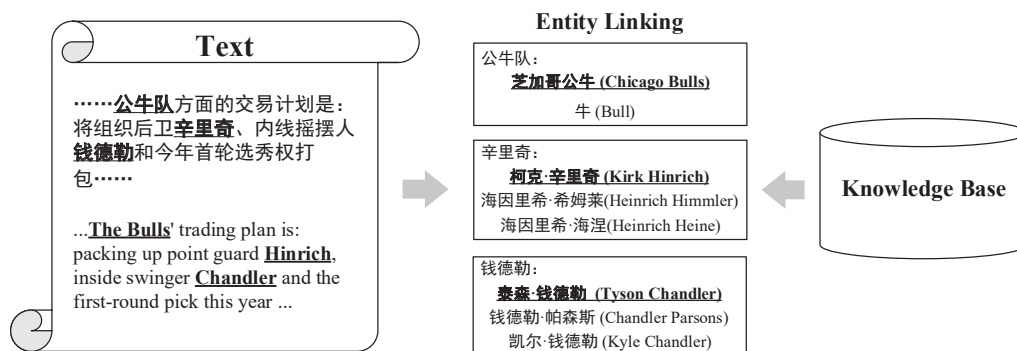 Text
……公牛队方面的交易计划是：
将组织后卫辛里奇、内线摇摆人
钱德勒和今年首轮选秀权打
包……
...The Bulls' trading plan is:
packing up point guard Hinrich,
inside swinger Chandler and the
first-round pick this year ...
Entity Linking
公牛队：
芝加哥公牛 (Chicago Bulls)
牛 (Bull)
辛里奇：
柯克·辛里奇 (Kirk Hinrich)
海因里希·希姆莱(Heinrich Himmler)
海因里希·海涅(Heinrich Heine)
钱德勒：
泰森·钱德勒 (Tyson Chandler)
钱德勒·帕森斯 (Chandler Parsons)
凯尔·钱德勒 (Kyle Chandler)
Knowledge Base